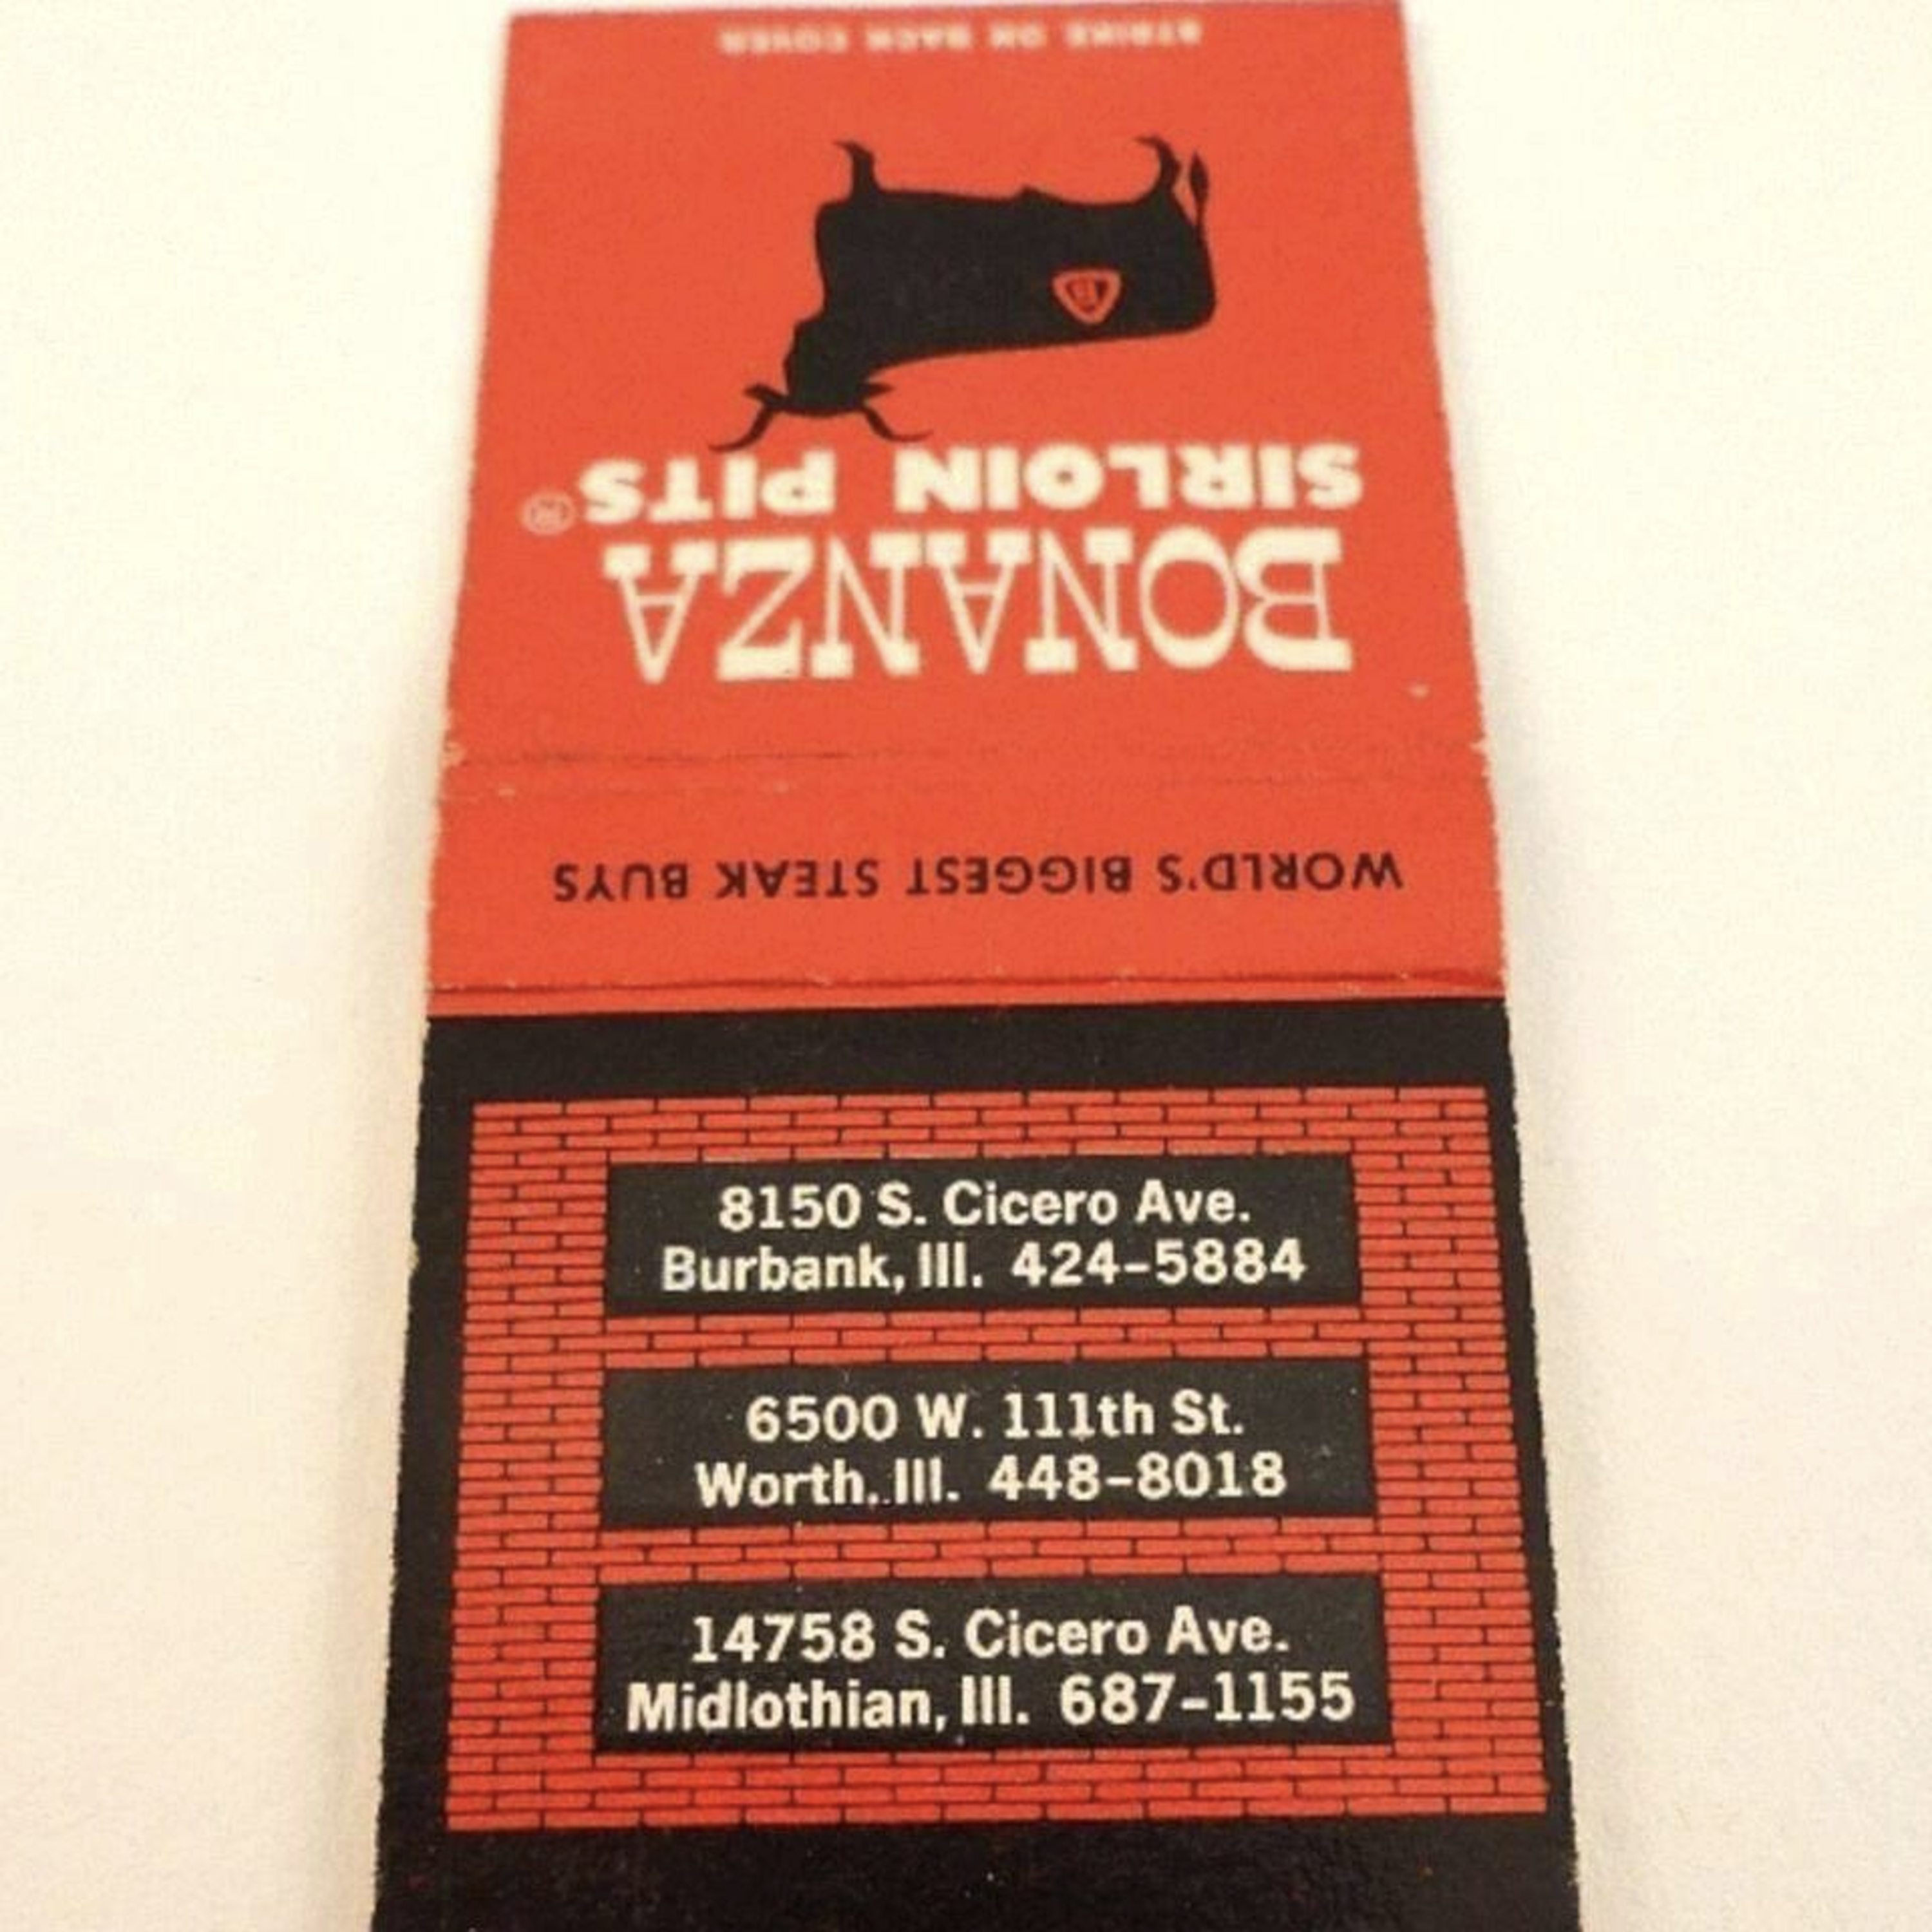 BONANZA
SIRLOIN PITS®
STRIKE ON BACK COVER
WORLD'S BIGGEST STEAK BUYS
8150 S. Cicero Ave.
Burbank, Ill. 424-5884
6500 W. 111th St.
Worth, Ill. 448-8018
14758 S. Cicero Ave.
Midlothian, Ill. 687-1155